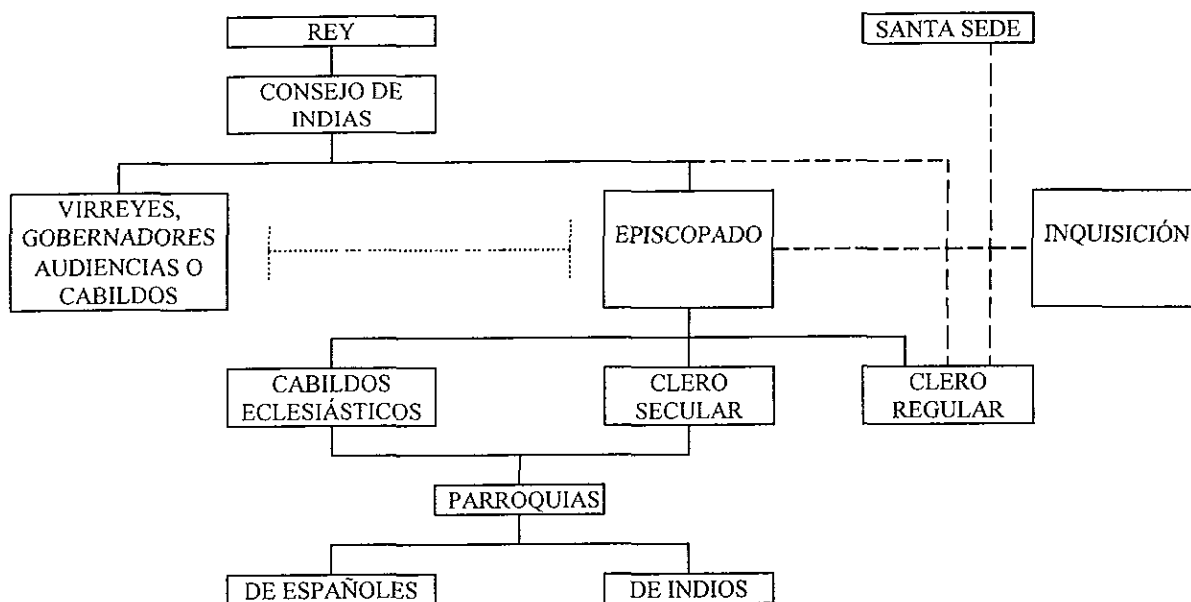 REY
SANTA SEDE
CONSEJO DE
INDIAS
VIRREYES,
GOBERNADORES
AUDIENCIAS O
CABILDOS
EPISCOPADO
INQUISICIÓN
CABILDOS
ECLESIÁSTICOS
CLERO
SECULAR
CLERO
REGULAR
PARROQUIAS
DE ESPAÑOLES
DE INDIOS